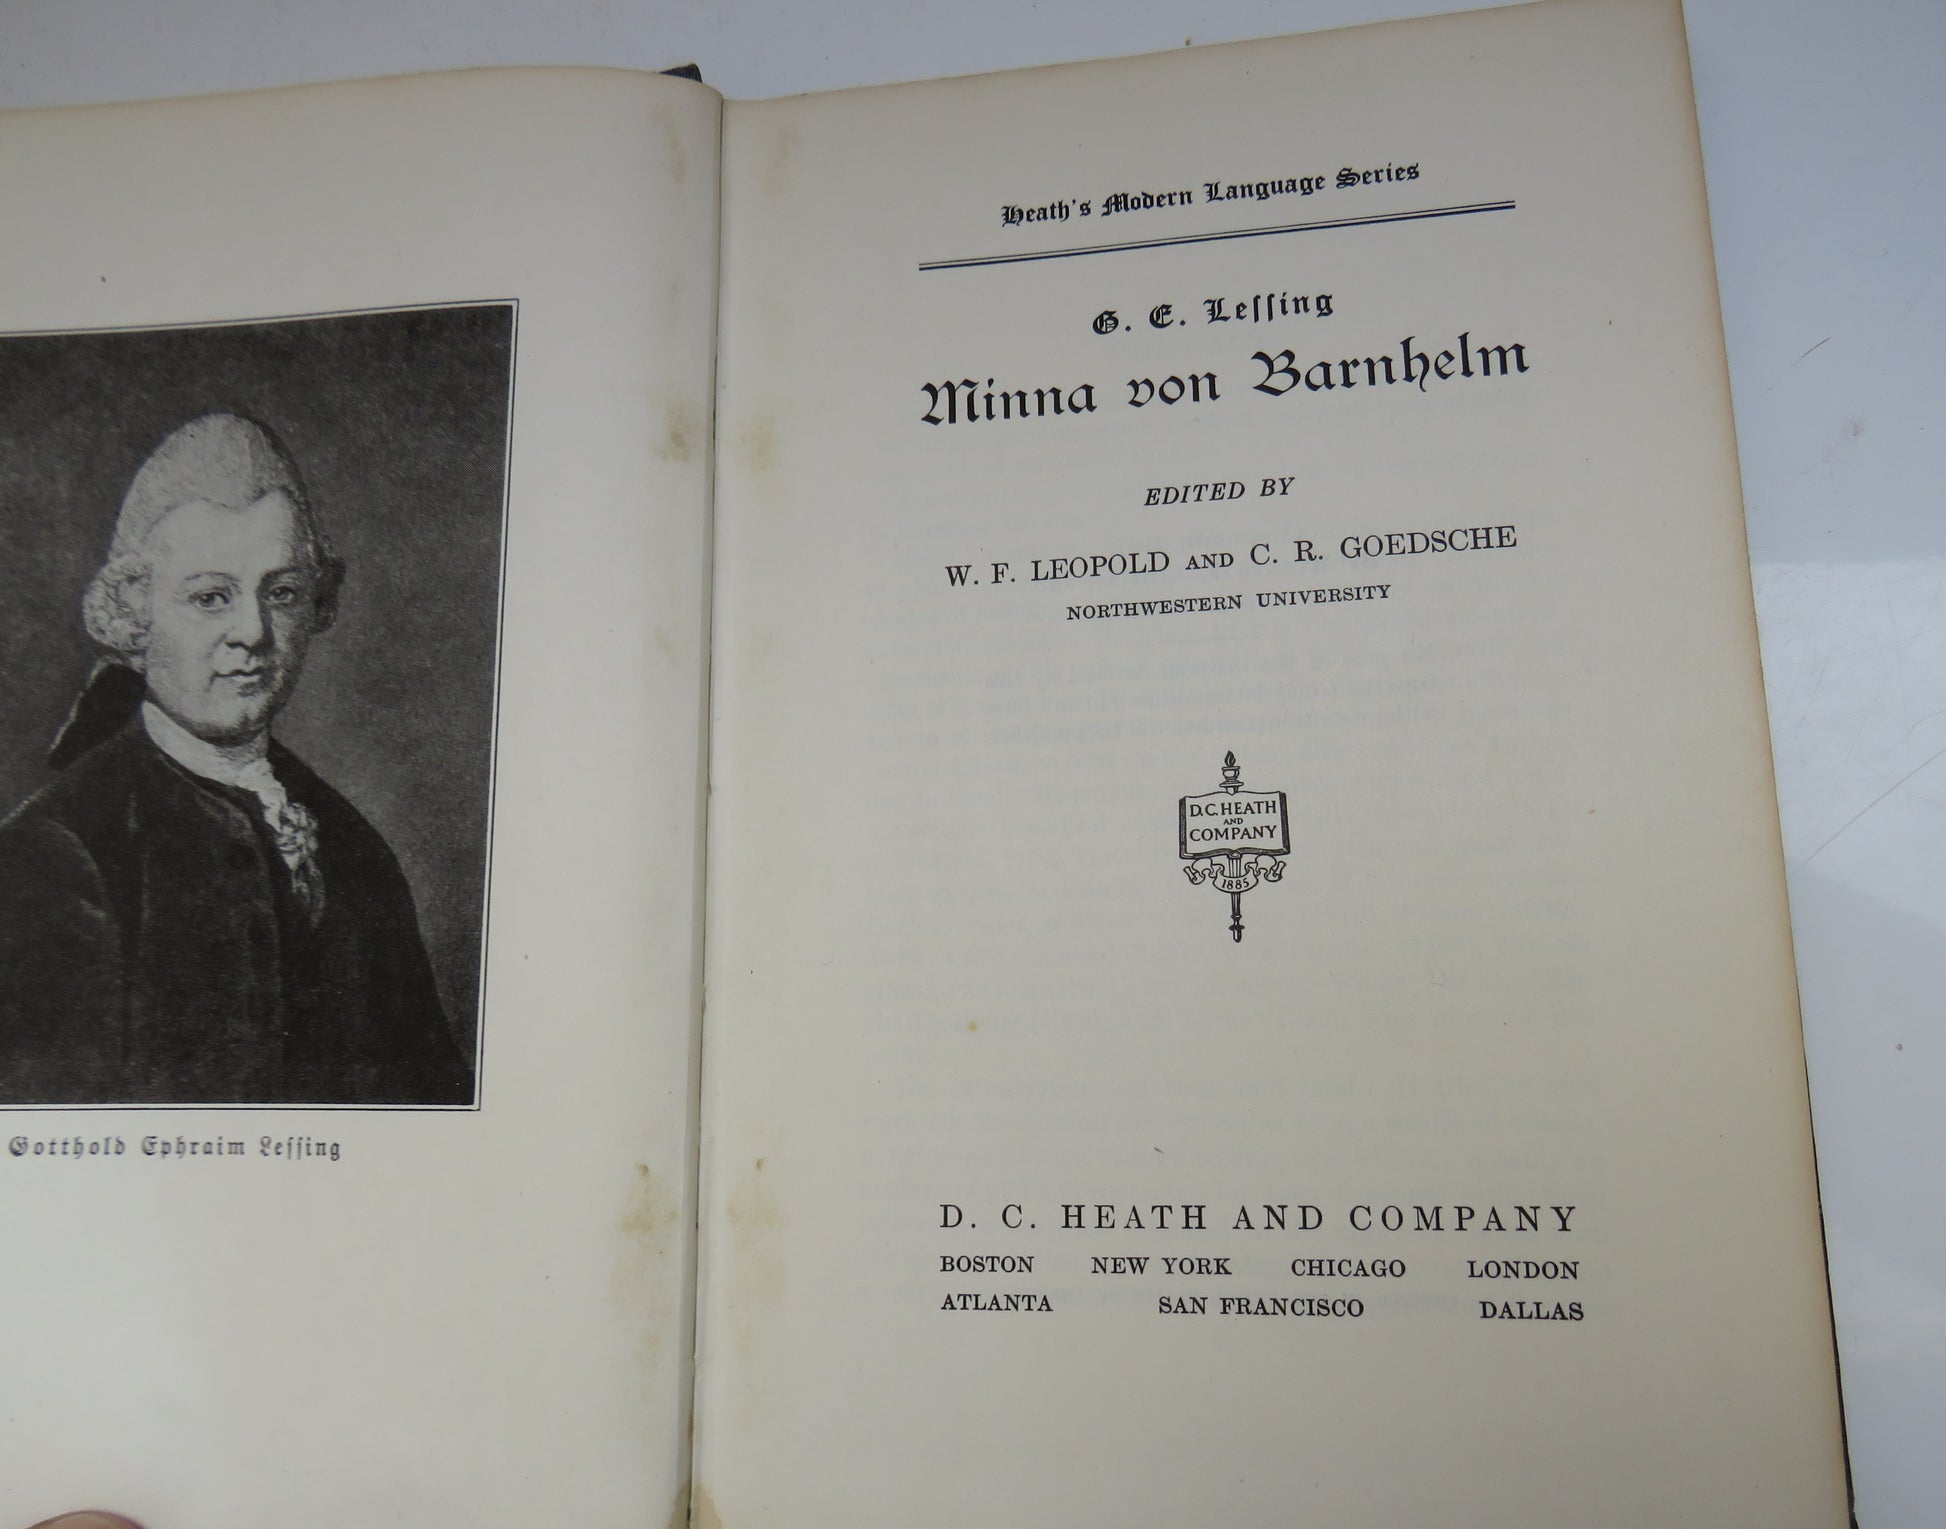 Gotthold Ephraim Leſſing
Heath's Modern Language Series
G. E. Leſſing
Minna von Barnhelm
EDITED BY
W. F. LEOPOLD AND C. R. GOEDSCHE
NORTHWESTERN UNIVERSITY
D.C. HEATH
AND
COMPANY
1885
D. C. HEATH AND COMPANY
BOSTON NEW YORK CHICAGO LONDON
ATLANTA SAN FRANCISCO DALLAS